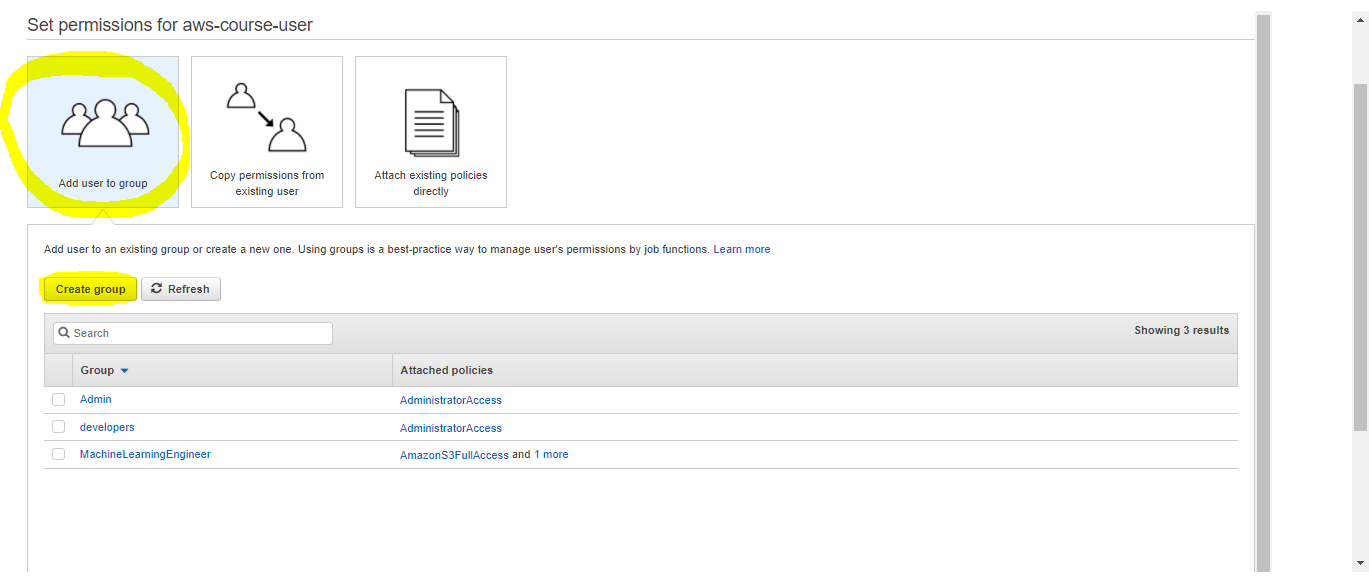 Set permissions for aws-course-user
Add user to group
Copy permissions from
existing user
Attach existing policies
directly
Add user to an existing group or create a new one. Using groups is a best-practice way to manage user's permissions by job functions. Learn more
Create group
Refresh
Search
Showing 3 results
Group
Attached policies
Admin
AdministratorAccess
developers
AdministratorAccess
MachineLearningEngineer
AmazonS3FullAccess and 1 more